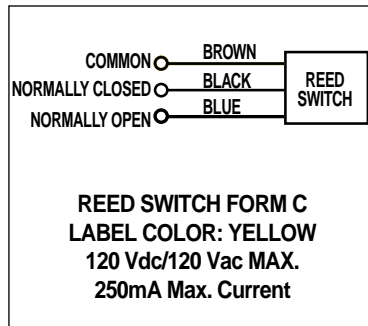 COMMON BROWN
NORMALLY CLOSED BLACK
NORMALLY OPEN BLUE
REED
SWITCH
REED SWITCH FORM C
LABEL COLOR: YELLOW
120 Vdc/120 Vac MAX.
250mA Max. Current